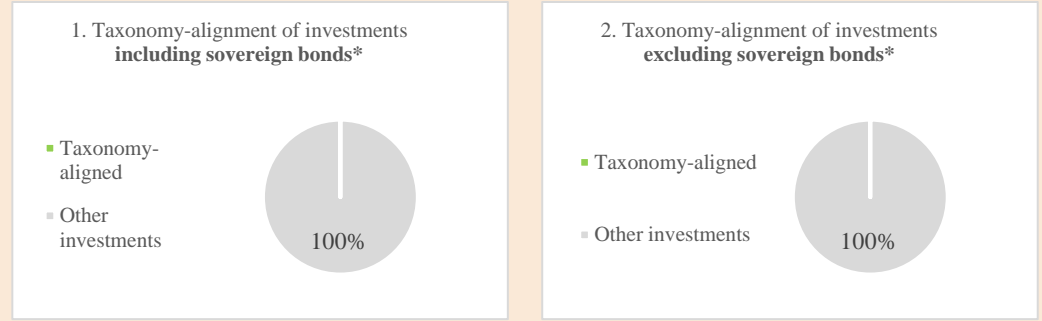 1. Taxonomy-alignment of investments
including sovereign bonds*
Taxonomy-
aligned
Other
investments
100%
2. Taxonomy-alignment of investments
excluding sovereign bonds*
Taxonomy-aligned
Other investments
100%